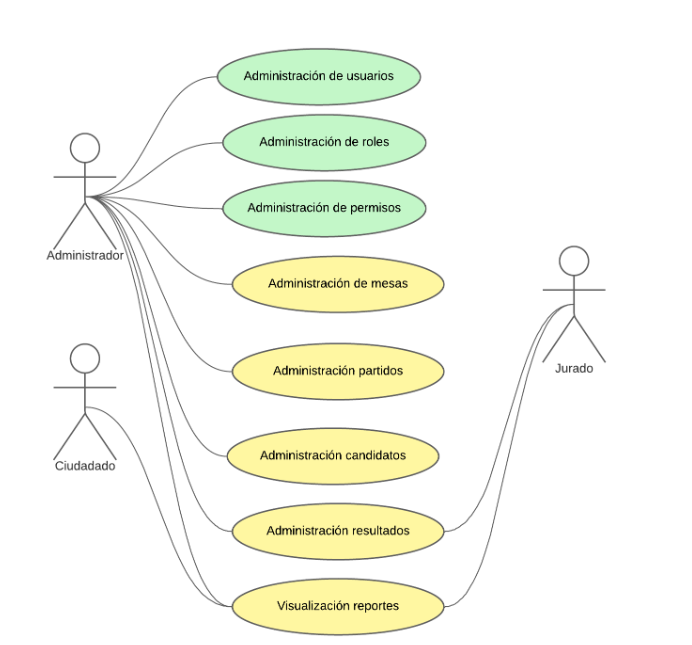 Administración de usuarios
Administración de roles
Administración de permisos
Administrador
Administración de mesas
Jurado
Administración partidos
Administración candidatos
Ciudadado
Administración resultados
Visualización reportes